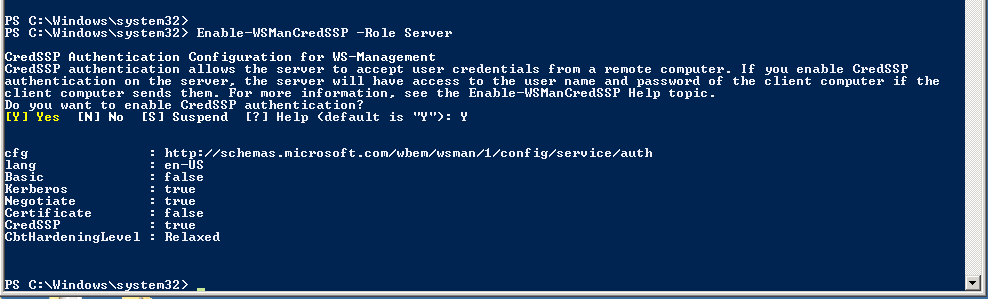 PS C:\Windows\system32>
PS C:\Windows\system32> Enable-WSManCredSSP -Role Server
CredSSP Authentication Configuration for WS-Management
CredSSP authentication allows the server to accept user credentials from a remote computer. If you enable CredSSP
authentication on the server, the server will have access to the user name and password of the client computer if the
client computer sends them. For more information, see the Enable-WSManCredSSP Help topic.
Do you want to enable CredSSP authentication?
[Y] Yes  [N] No  [S] Suspend  [?] Help (default is "Y"): Y
cfg : http://schemas.microsoft.com/wbem/wsman/1/config/service/auth
lang : en-US
Basic : false
Kerberos : true
Negotiate : true
Certificate : false
CredSSP : true
CbtHardeningLevel : Relaxed
PS C:\Windows\system32>